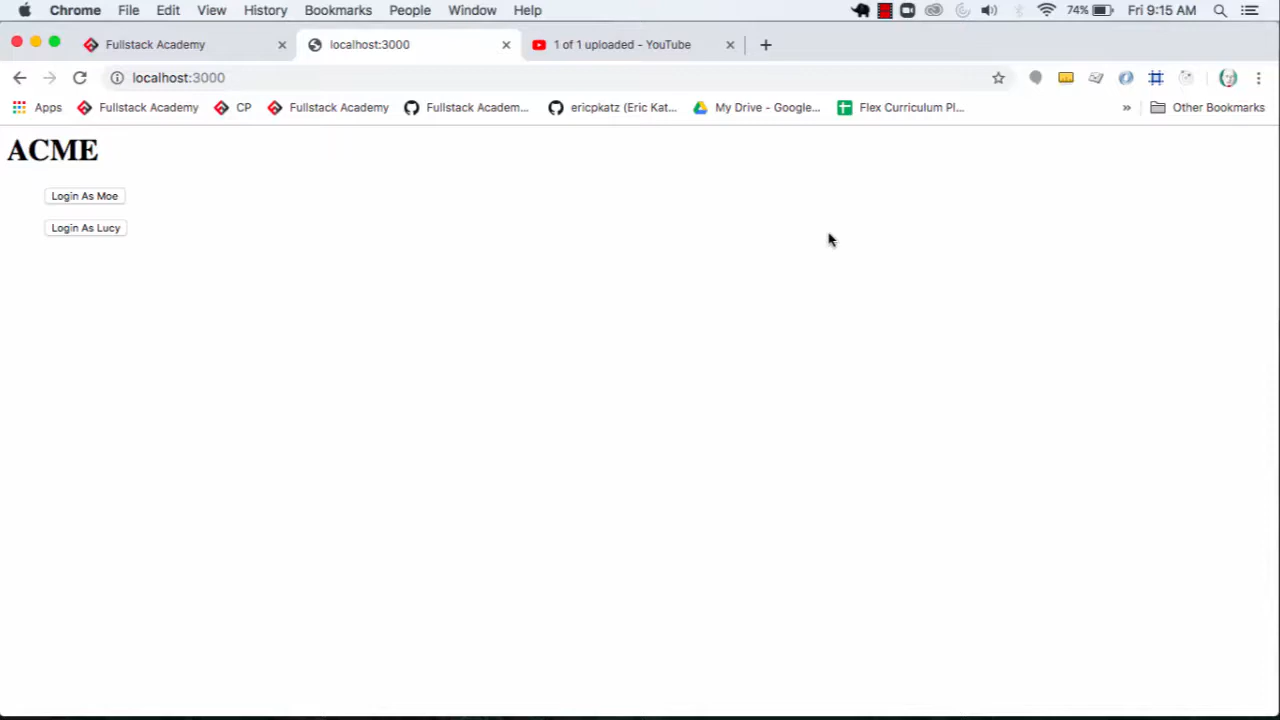 Chrome File Edit View History Bookmarks People Window Help 74% Fri 9:15 AM
Fullstack Academy localhost:3000 1 of 1 uploaded - YouTube
localhost:3000
Apps Fullstack Academy CP Fullstack Academy Fullstack Academ... ericpkatz (Eric Kat... My Drive - Google... Flex Curriculum Pl... » Other Bookmarks
ACME
Login As Moe
Login As Lucy